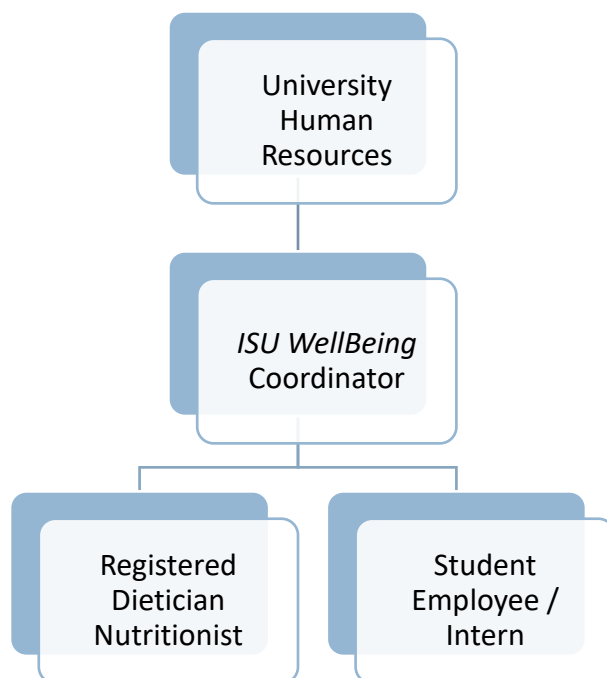 University
Human
Resources
ISU WellBeing
Coordinator
Registered
Dietician
Nutritionist
Student
Employee /
Intern